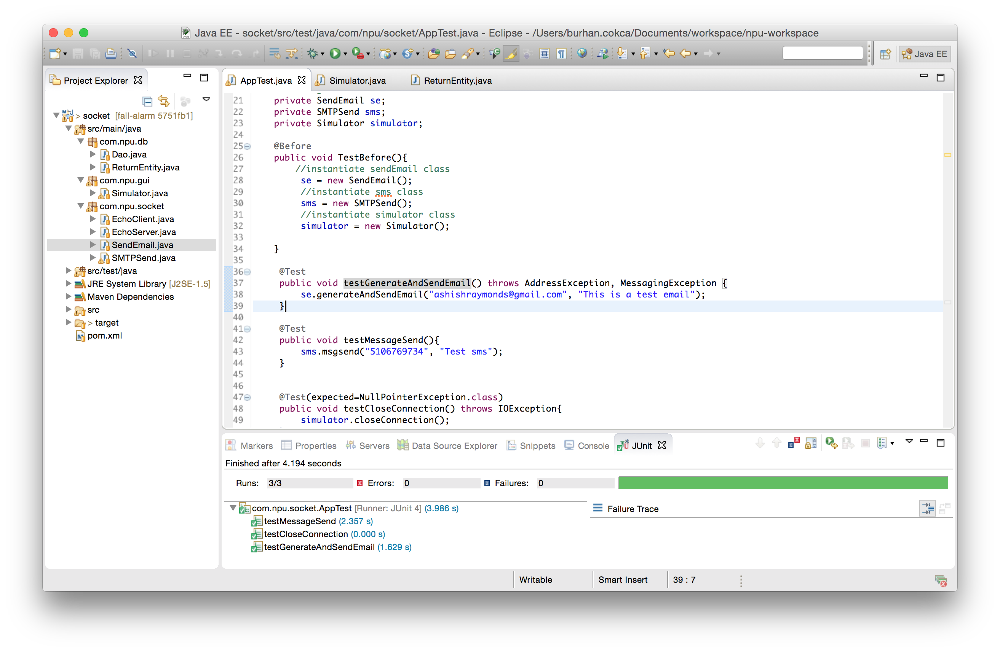 Java EE - socket/src/test/java/com/npu/socket/AppTest.java - Eclipse - /Users/burhan.cokca/Documents/workspace/npu-workspace
Java EE
Project Explorer
> socket [fall-alarm 5751fb1]
src/main/java
com.npu.db
Dao.java
ReturnEntity.java
com.npu.gui
Simulator.java
com.npu.socket
EchoClient.java
EchoServer.java
SendEmail.java
SMTPSend.java
src/test/java
JRE System Library [J2SE-1.5]
Maven Dependencies
src
> target
pom.xml
AppTest.java Simulator.java ReturnEntity.java
21 private SendEmail se;
22 private SMTPSend sms;
23 private Simulator simulator;
24
25 @Before
26 public void TestBefore(){
27 //instantiate sendEmail class
28 se = new SendEmail();
29 //instantiate sms class
30 sms = new SMTPSend();
31 //instantiate simulator class
32 simulator = new Simulator();
33
34 }
35
36 @Test
37 public void testGenerateAndSendEmail() throws AddressException, MessagingException {
38 se.generateAndSendEmail("ashishraymonds@gmail.com", "This is a test email");
39 }
40
41 @Test
42 public void testMessageSend(){
43 sms.msgsend("5106769734", "Test sms");
44 }
45
46
47 @Test(expected=NullPointerException.class)
48 public void testCloseConnection() throws IOException{
49 simulator.closeConnection();
Markers Properties Servers Data Source Explorer Snippets Console JUnit
Finished after 4.194 seconds
Runs: 3/3 Errors: 0 Failures: 0
com.npu.socket.AppTest [Runner: JUnit 4] (3.986 s)
testMessageSend (2.357 s)
testCloseConnection (0.000 s)
testGenerateAndSendEmail (1.629 s)
Failure Trace
Writable Smart Insert 39 : 7